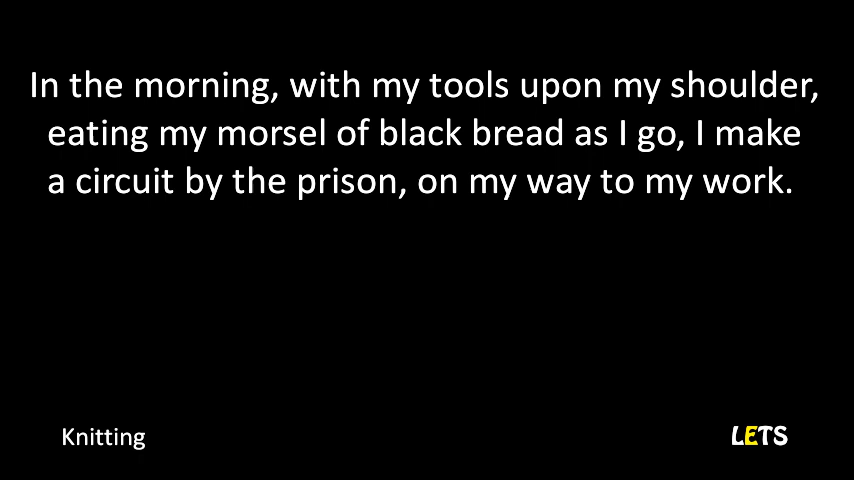 In the morning, with my tools upon my shoulder,
eating my morsel of black bread as I go, I make
a circuit by the prison, on my way to my work.
Knitting
LETS